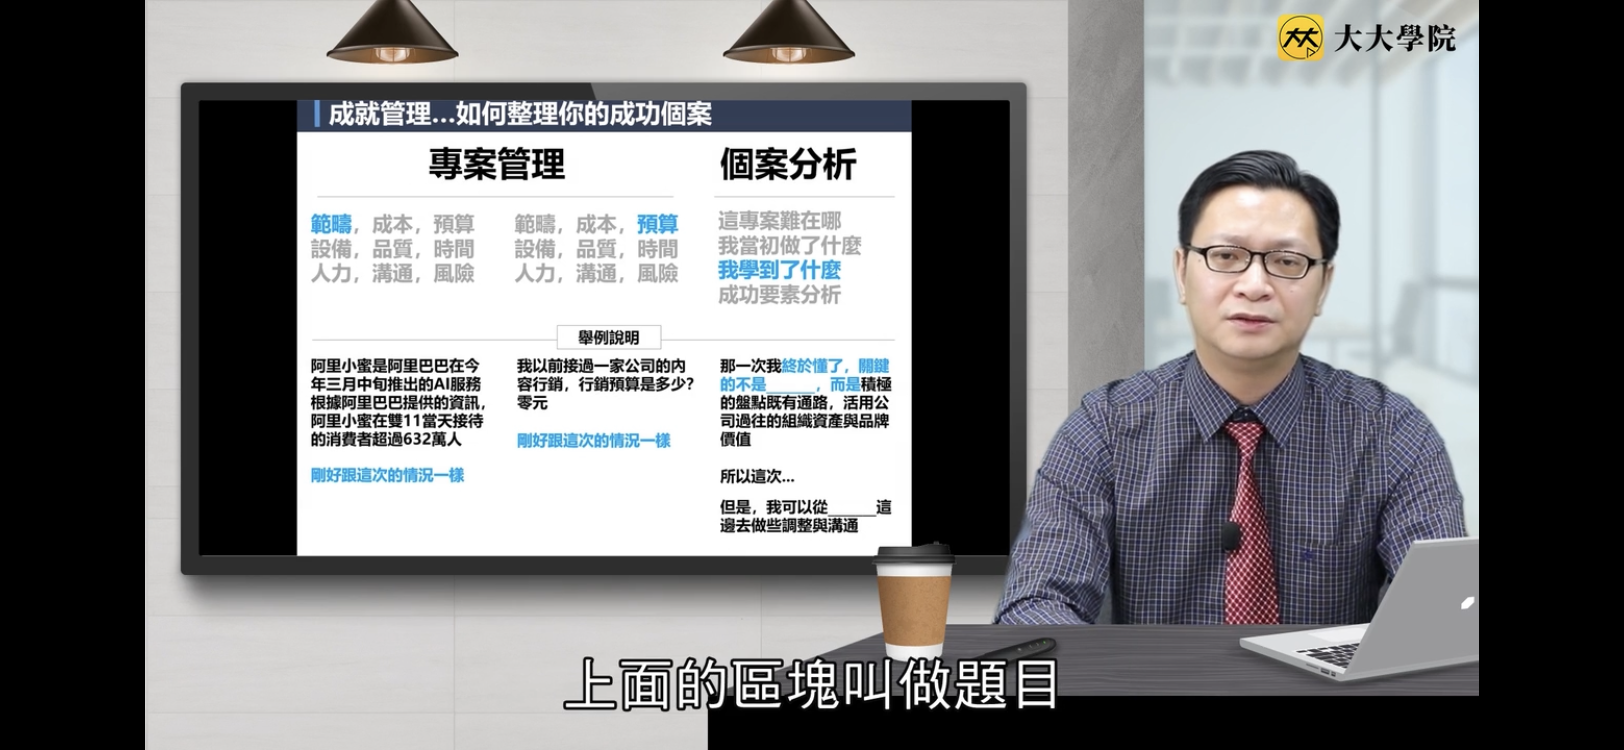 大大學院
成就管理...如何整理你的成功個案
專案管理
範疇，成本，預算
設備，品質，時間
人力，溝通，風險
範疇，成本，預算
設備，品質，時間
人力，溝通，風險
個案分析
這專案難在哪
我當初做了什麼
我學到了什麼
成功要素分析
舉例說明
阿里小蜜是阿里巴巴在今
年三月中旬推出的AI服務
根據阿里巴巴提供的資訊，
阿里小蜜在雙11當天接待
的消費者超過632萬人
剛好跟這次的情況一樣
我以前接過一家公司的內
容行銷，行銷預算是多少?
零元
剛好跟這次的情況一樣
那一次我終於懂了，關鍵
的不是______，而是積極
的盤點既有通路，活用公
司過往的組織資產與品牌
價值
所以這次...
但是，我可以從______這
邊去做些調整與溝通
上面的區塊叫做題目